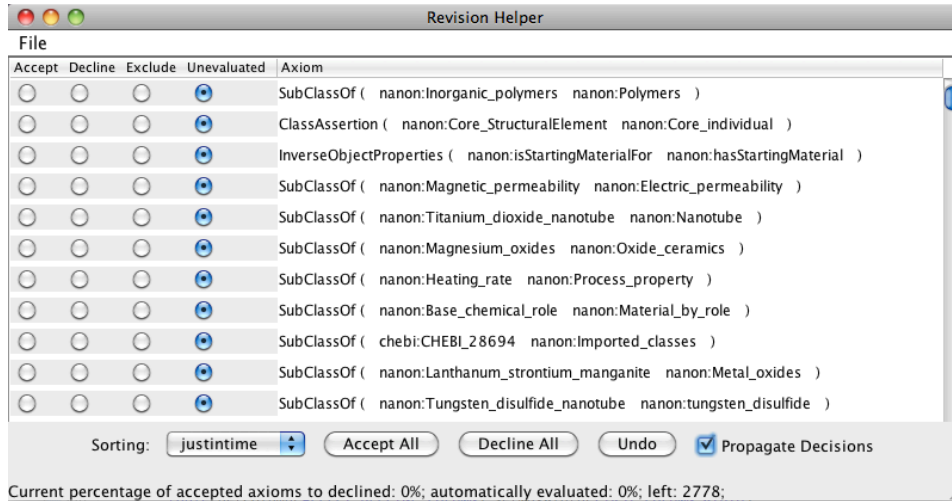 Revision Helper
File
Accept Decline Exclude Unevaluated Axiom
SubClassOf ( nanon:Inorganic_polymers nanon:Polymers )
ClassAssertion ( nanon:Core_StructuralElement nanon:Core_individual )
InverseObjectProperties ( nanon:isStartingMaterialFor nanon:hasStartingMaterial )
SubClassOf ( nanon:Magnetic_permeability nanon:Electric_permeability )
SubClassOf ( nanon:Titanium_dioxide_nanotube nanon:Nanotube )
SubClassOf ( nanon:Magnesium_oxides nanon:Oxide_ceramics )
SubClassOf ( nanon:Heating_rate nanon:Process_property )
SubClassOf ( nanon:Base_chemical_role nanon:Material_by_role )
SubClassOf ( chebi:CHEBI_28694 nanon:Imported_classes )
SubClassOf ( nanon:Lanthanum_strontium_manganite nanon:Metal_oxides )
SubClassOf ( nanon:Tungsten_disulfide_nanotube nanon:tungsten_disulfide )
Sorting: justintime Accept All Decline All Undo Propagate Decisions
Current percentage of accepted axioms to declined: 0%; automatically evaluated: 0%; left: 2778;